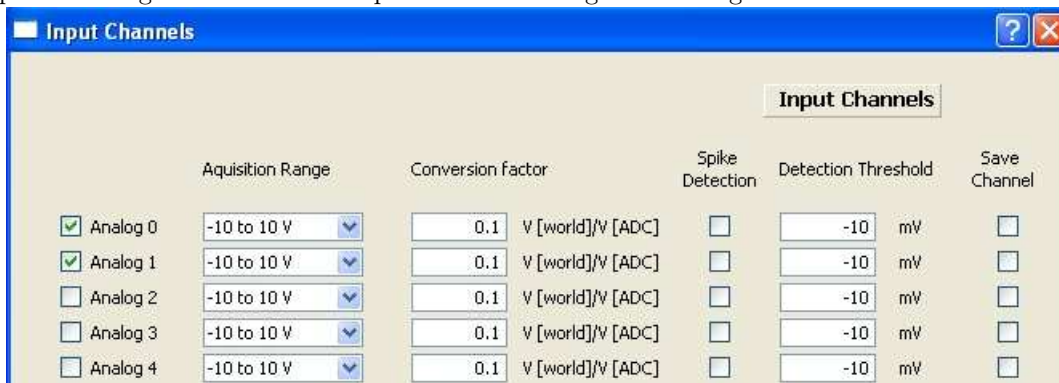 Input Channels
Input Channels
Aquisition Range Conversion factor Spike Detection Detection Threshold Save Channel
Analog 0 -10 to 10 V 0.1 V [world]/V [ADC] -10 mV
Analog 1 -10 to 10 V 0.1 V [world]/V [ADC] -10 mV
Analog 2 -10 to 10 V 0.1 V [world]/V [ADC] -10 mV
Analog 3 -10 to 10 V 0.1 V [world]/V [ADC] -10 mV
Analog 4 -10 to 10 V 0.1 V [world]/V [ADC] -10 mV